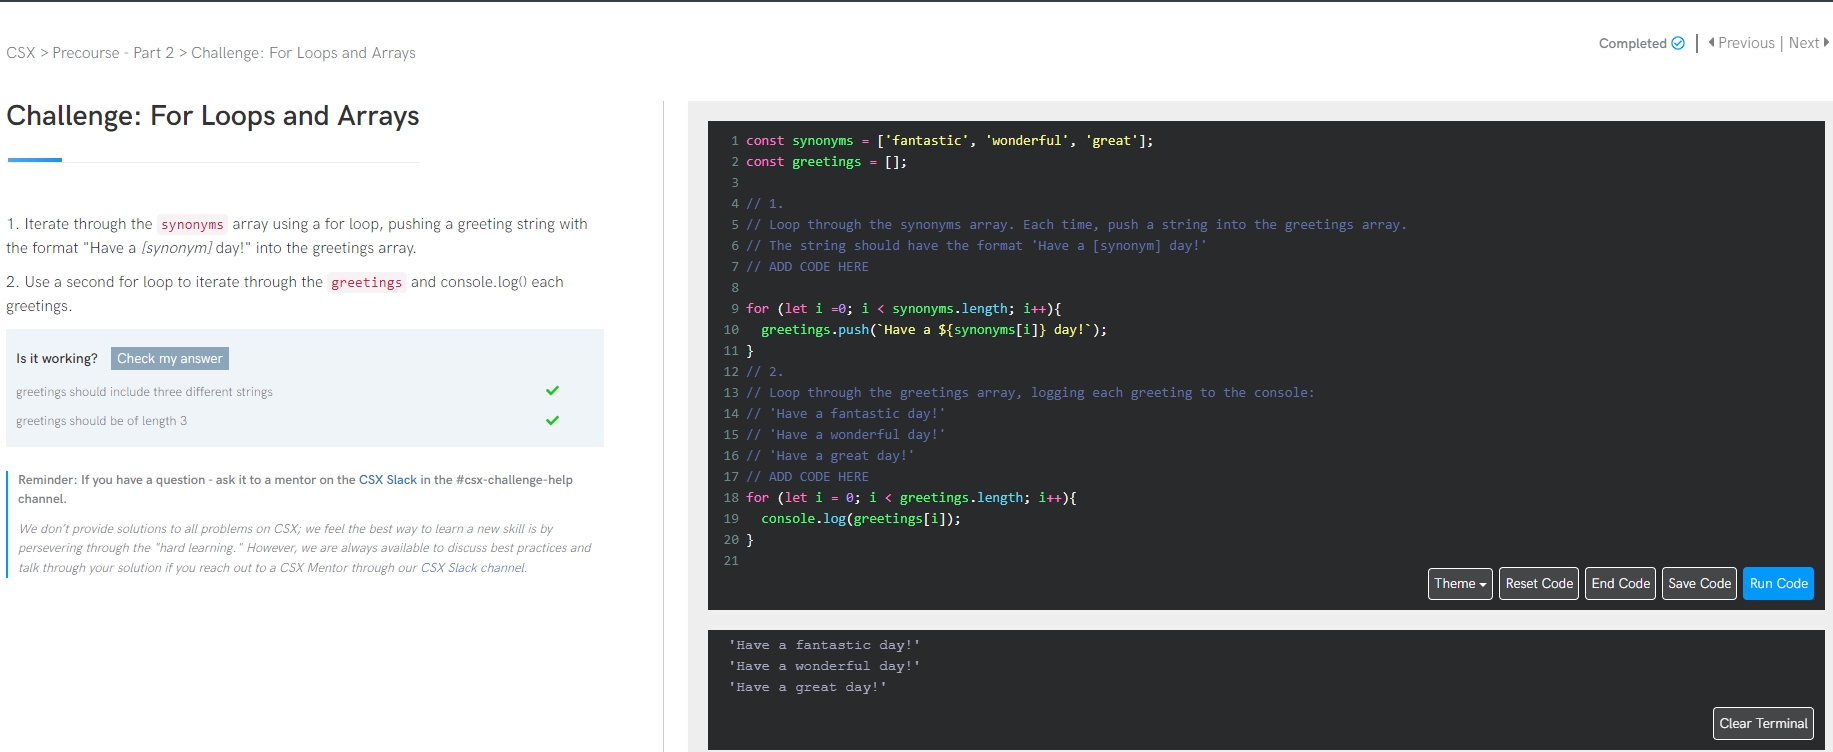 CSX > Precourse - Part 2 > Challenge: For Loops and Arrays
Completed | Previous | Next
Challenge: For Loops and Arrays
1. Iterate through the synonyms array using a for loop, pushing a greeting string with
the format "Have a [synonym] day!" into the greetings array.
2. Use a second for loop to iterate through the greetings and console.log() each
greetings.
Is it working? Check my answer
greetings should include three different strings
greetings should be of length 3
Reminder: If you have a question - ask it to a mentor on the CSX Slack in the #csx-challenge-help
channel.
We don't provide solutions to all problems on CSX; we feel the best way to learn a new skill is by
persevering through the "hard learning." However, we are always available to discuss best practices and
talk through your solution if you reach out to a CSX Mentor through our CSX Slack channel.
1 const synonyms = ['fantastic', 'wonderful', 'great'];
2 const greetings = [];
3
4 // 1.
5 // Loop through the synonyms array. Each time, push a string into the greetings array.
6 // The string should have the format 'Have a [synonym] day!'
7 // ADD CODE HERE
8
9 for (let i =0; i < synonyms.length; i++){
10 greetings.push(`Have a ${synonyms[i]} day!`);
11 }
12 // 2.
13 // Loop through the greetings array, logging each greeting to the console:
14 // 'Have a fantastic day!'
15 // 'Have a wonderful day!'
16 // 'Have a great day!'
17 // ADD CODE HERE
18 for (let i = 0; i < greetings.length; i++){
19 console.log(greetings[i]);
20 }
21
Theme Reset Code End Code Save Code Run Code
'Have a fantastic day!'
'Have a wonderful day!'
'Have a great day!'
Clear Terminal